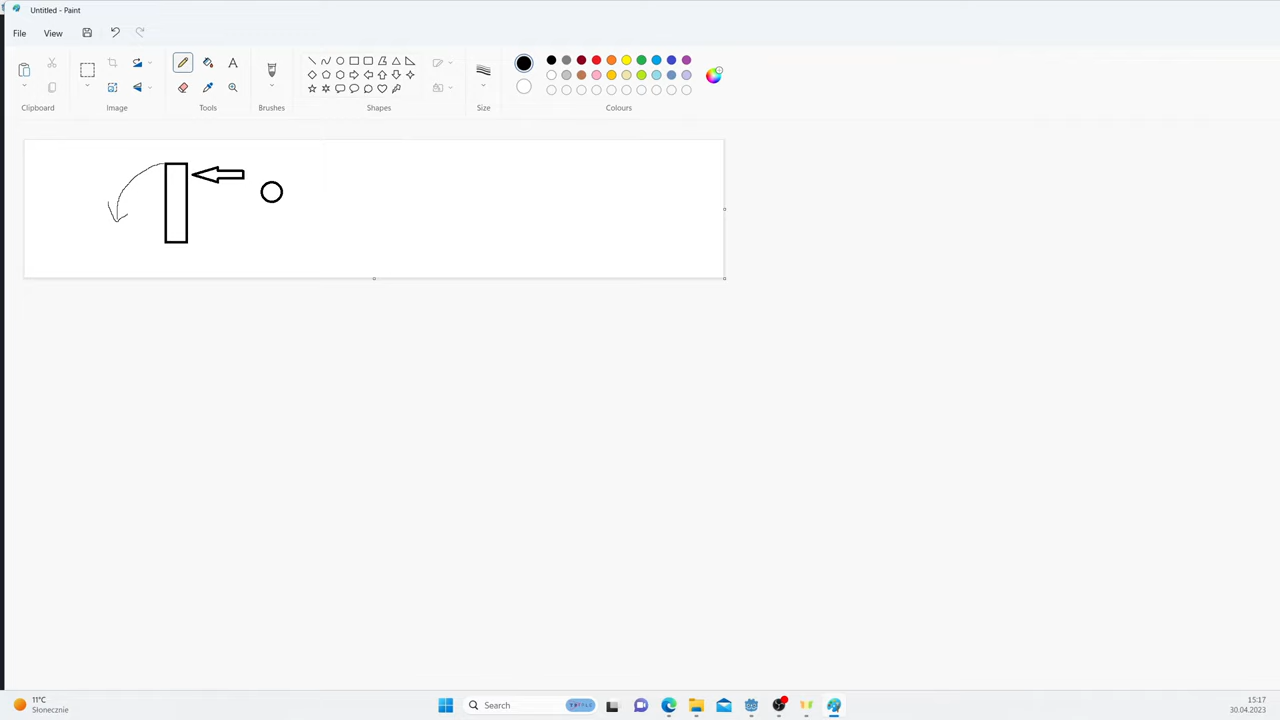 Untitled - Paint
File View
Clipboard Image Tools Brushes Shapes Size Colours
11°C
Słonecznie
Search
15:17
30.04.2023